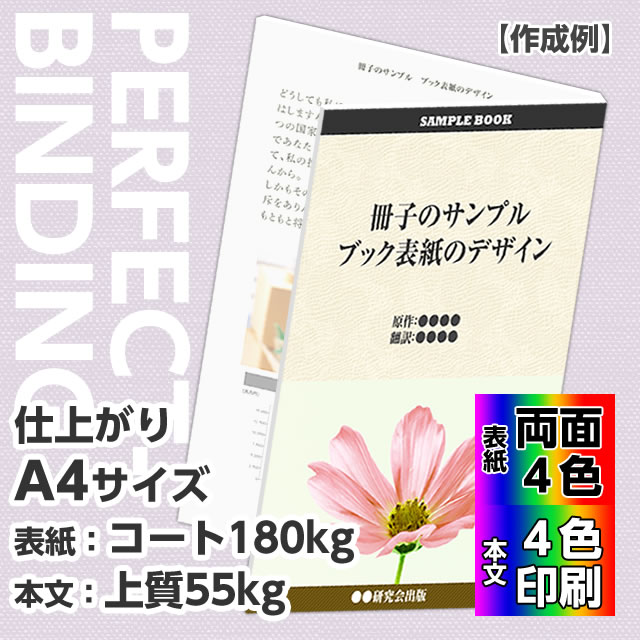 PERFECT
BINDING
【作成例】
冊子のサンプル ブック表紙のデザイン
どうしても私
はしますん
つの国家
であなた
て、私の
んから。
しかもその
斥をありん
もともと将
SAMPLE BOOK
冊子のサンプル
ブック表紙のデザイン
原作:●●●●
翻訳:●●●●
●●研究会出版
仕上がり
A4サイズ
表紙：コート180kg
本文：上質55kg
表紙
両面
4色
本文
4色
印刷